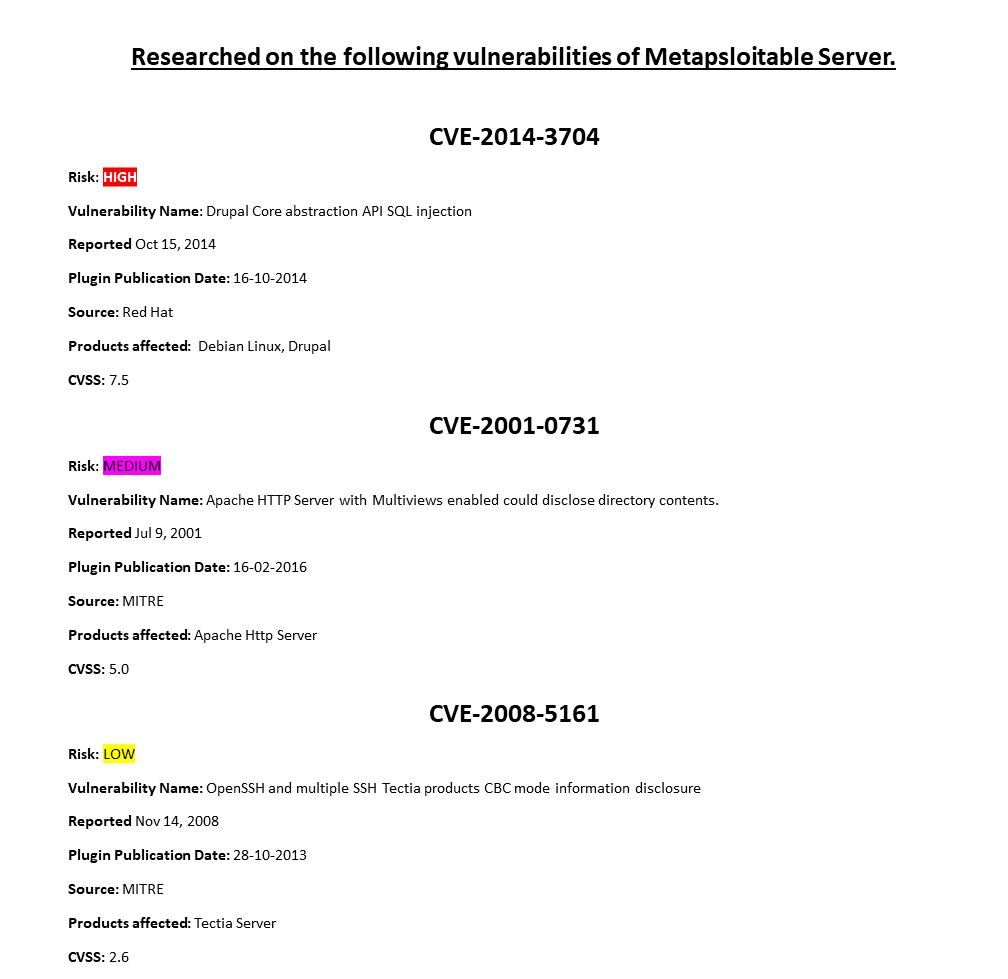 Researched on the following vulnerabilities of Metapsloitable Server.
CVE-2014-3704
Risk: HIGH
Vulnerability Name: Drupal Core abstraction API SQL injection
Reported Oct 15, 2014
Plugin Publication Date: 16-10-2014
Source: Red Hat
Products affected: Debian Linux, Drupal
CVSS: 7.5
CVE-2001-0731
Risk: MEDIUM
Vulnerability Name: Apache HTTP Server with Multiviews enabled could disclose directory contents.
Reported Jul 9, 2001
Plugin Publication Date: 16-02-2016
Source: MITRE
Products affected: Apache Http Server
CVSS: 5.0
CVE-2008-5161
Risk: LOW
Vulnerability Name: OpenSSH and multiple SSH Tectia products CBC mode information disclosure
Reported Nov 14, 2008
Plugin Publication Date: 28-10-2013
Source: MITRE
Products affected: Tectia Server
CVSS: 2.6